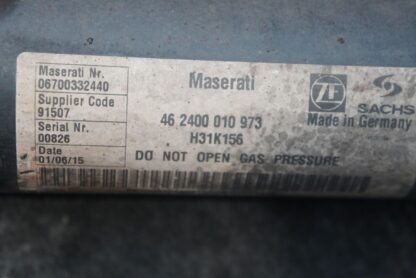 Maserati Nr.
06700332440
Supplier Code
91507
Serial Nr.
00826
Date
01/06/15
Maserati
46 2400 010 973
H31K156
DO NOT OPEN GAS PRESSURE
ZF
SACHS
Made in Germany